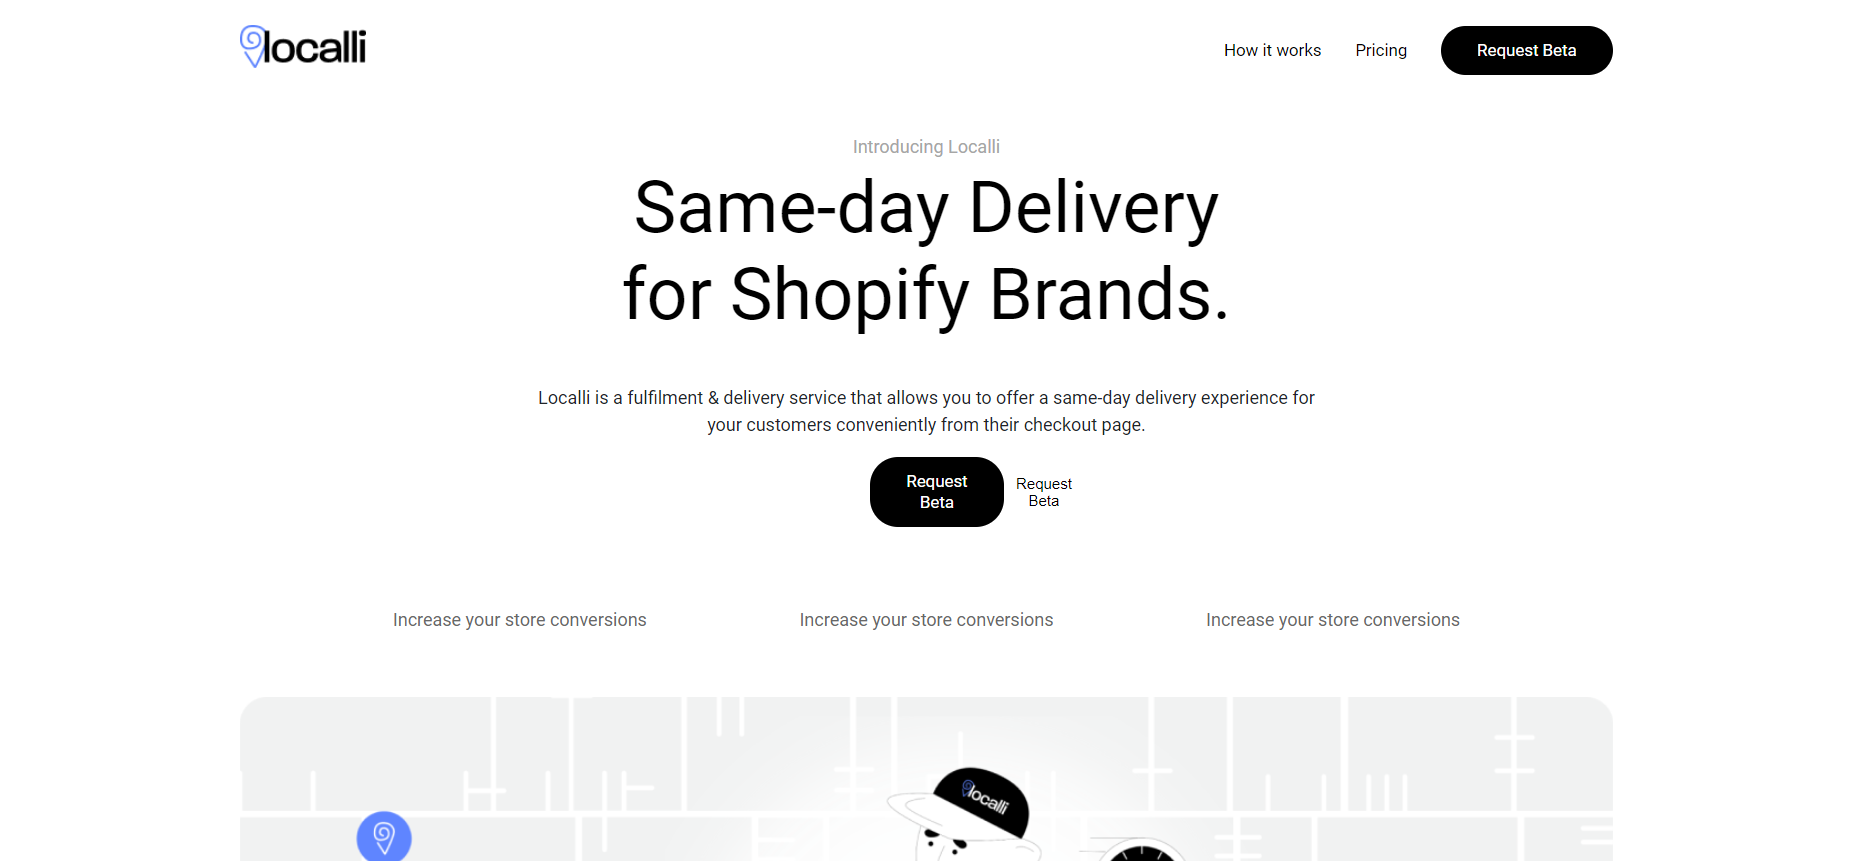 localli
How it works
Pricing
Request Beta
Introducing Localli
Same-day Delivery
for Shopify Brands.
Localli is a fulfilment & delivery service that allows you to offer a same-day delivery experience for
your customers conveniently from their checkout page.
Request
Beta
Request
Beta
Increase your store conversions
Increase your store conversions
Increase your store conversions
localli